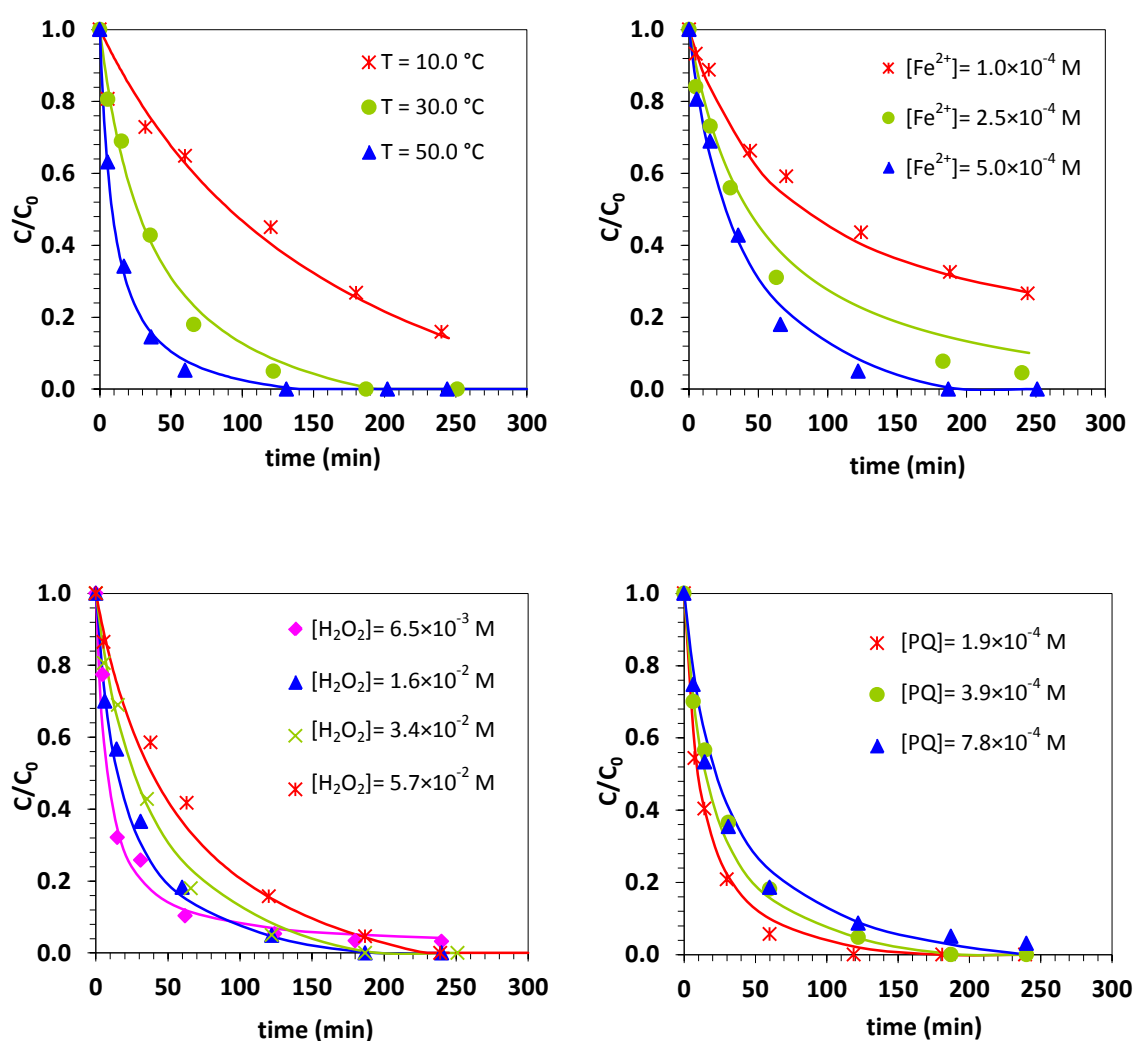 1.0
0.8
0.6
0.4
0.2
0.0
C/C₀
0 50 100 150 200 250 300
time (min)
T = 10.0 °C
T = 30.0 °C
T = 50.0 °C
1.0
0.8
0.6
0.4
0.2
0.0
C/C₀
0 50 100 150 200 250 300
time (min)
[Fe²⁺]= 1.0×10⁻⁴ M
[Fe²⁺]= 2.5×10⁻⁴ M
[Fe²⁺]= 5.0×10⁻⁴ M
1.0
0.8
0.6
0.4
0.2
0.0
C/C₀
0 50 100 150 200 250 300
time (min)
[H₂O₂]= 6.5×10⁻³ M
[H₂O₂]= 1.6×10⁻² M
[H₂O₂]= 3.4×10⁻² M
[H₂O₂]= 5.7×10⁻² M
1.0
0.8
0.6
0.4
0.2
0.0
C/C₀
0 50 100 150 200 250 300
time (min)
[PQ]= 1.9×10⁻⁴ M
[PQ]= 3.9×10⁻⁴ M
[PQ]= 7.8×10⁻⁴ M